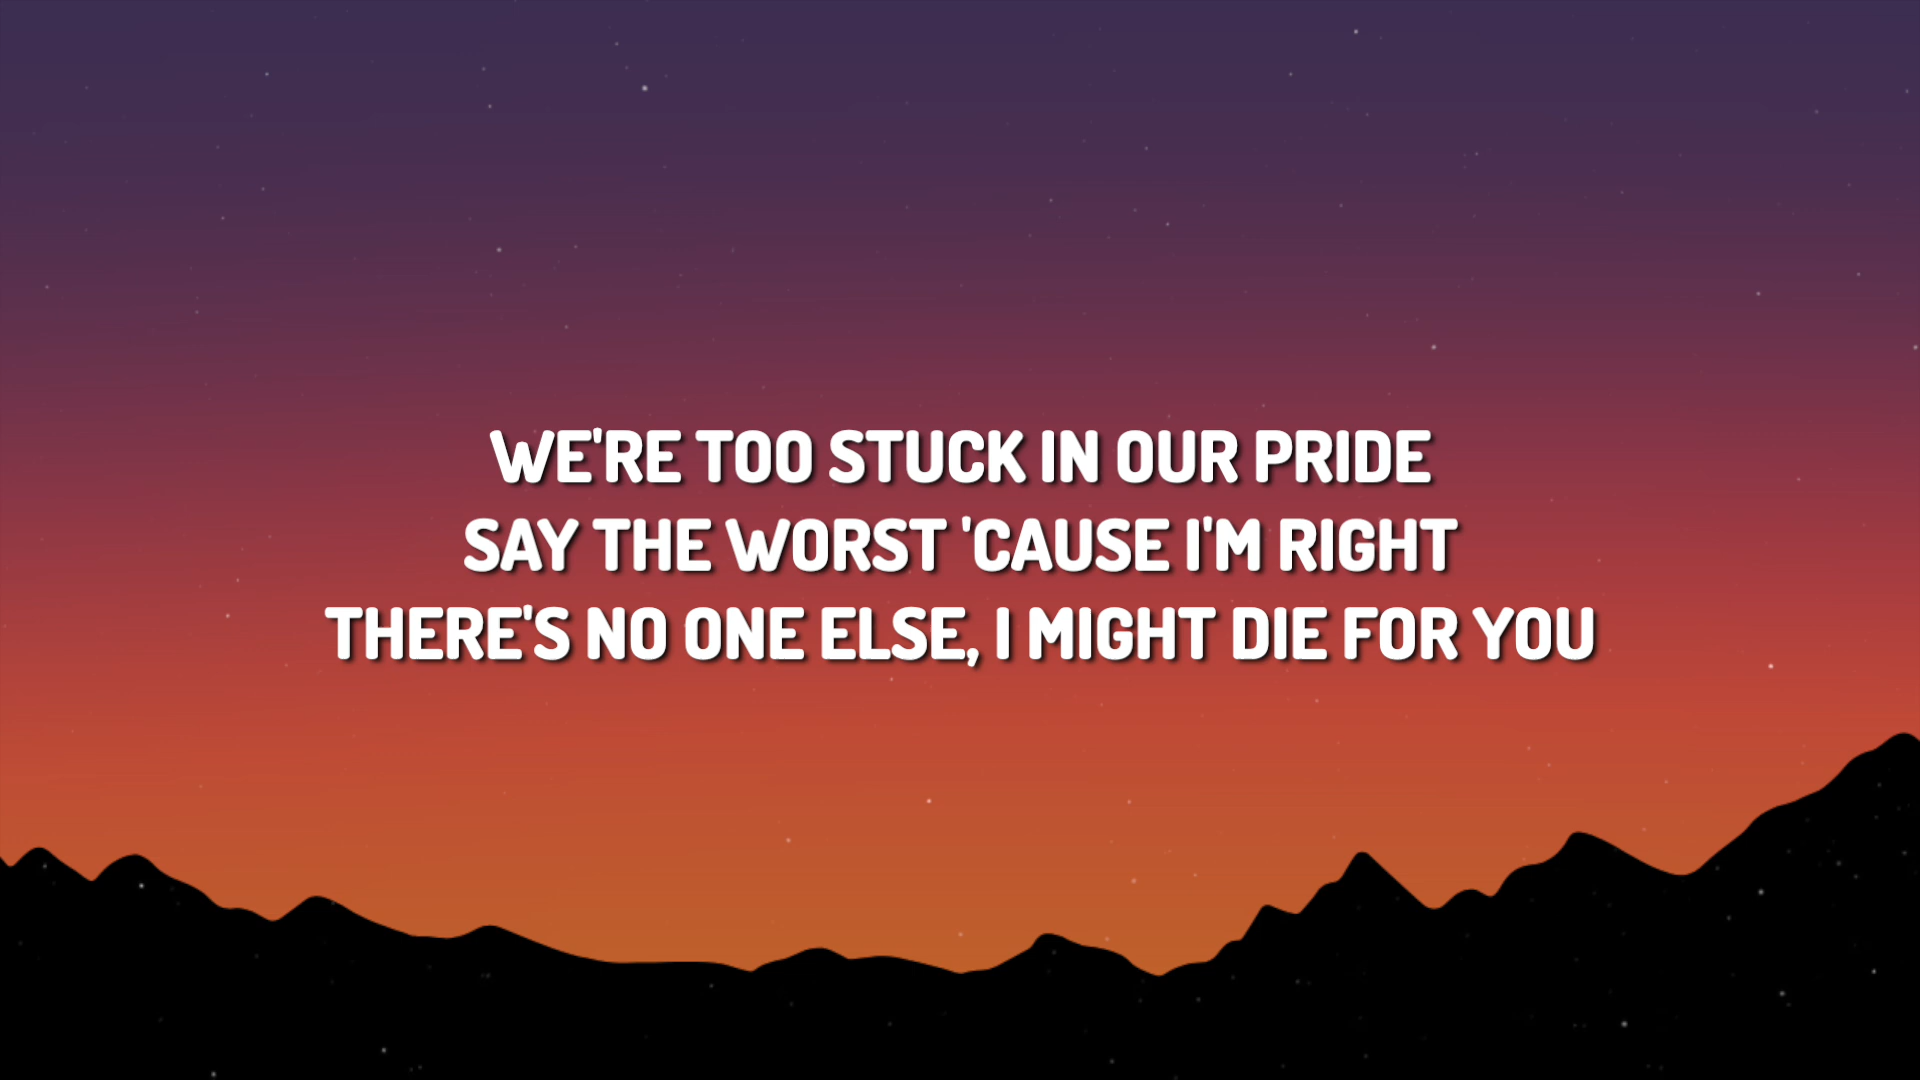 WE'RE TOO STUCK IN OUR PRIDE
SAY THE WORST 'CAUSE I'M RIGHT
THERE'S NO ONE ELSE, I MIGHT DIE FOR YOU